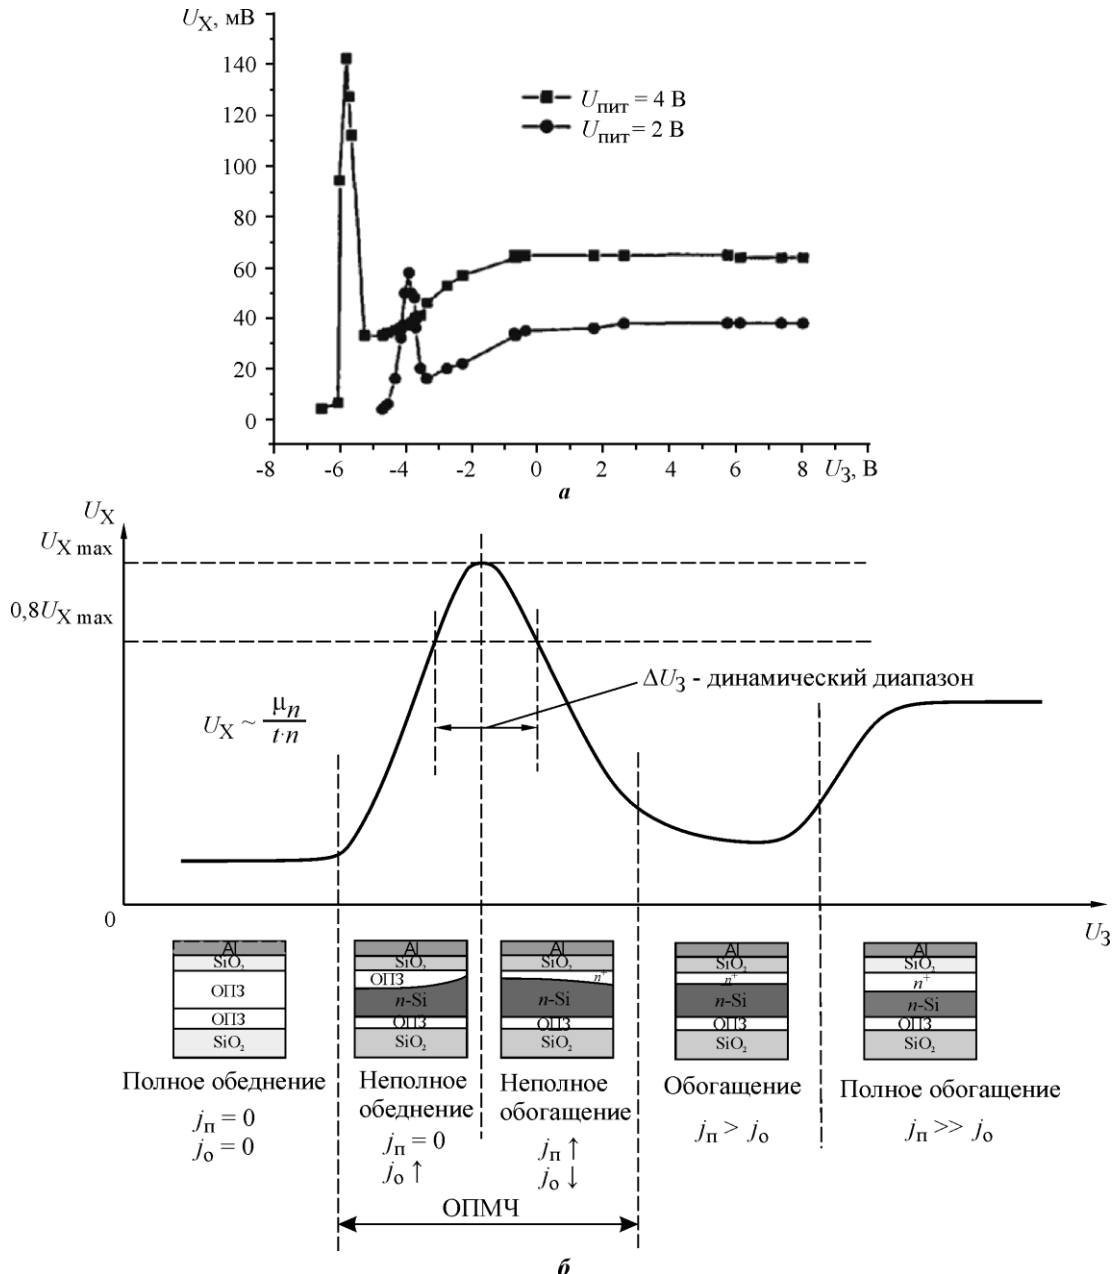 U_X, мВ
140
120
100
80
60
40
20
0
U_пит = 4 В
U_пит = 2 В
-8 -6 -4 -2 0 2 4 6 8 U_З, В
а
U_X
U_X max
0,8U_X max
ΔU_З - динамический диапазон
U_X ~ μ_n / t·n
0
U_З
Al Al Al Al Al
SiO₂ SiO₂ SiO₂ SiO₂ SiO₂
ОПЗ ОПЗ n⁺ n⁺ n⁺
n-Si n-Si n-Si n-Si
ОПЗ ОПЗ ОПЗ ОПЗ ОПЗ
SiO₂ SiO₂ SiO₂ SiO₂ SiO₂
Полное обеднение
j_п = 0
j_о = 0
Неполное
обеднение
j_п = 0
j_о ↑
Неполное
обогащение
j_п ↑
j_о ↓
Обогащение
j_п > j_о
Полное обогащение
j_п >> j_о
ОПМЧ
б